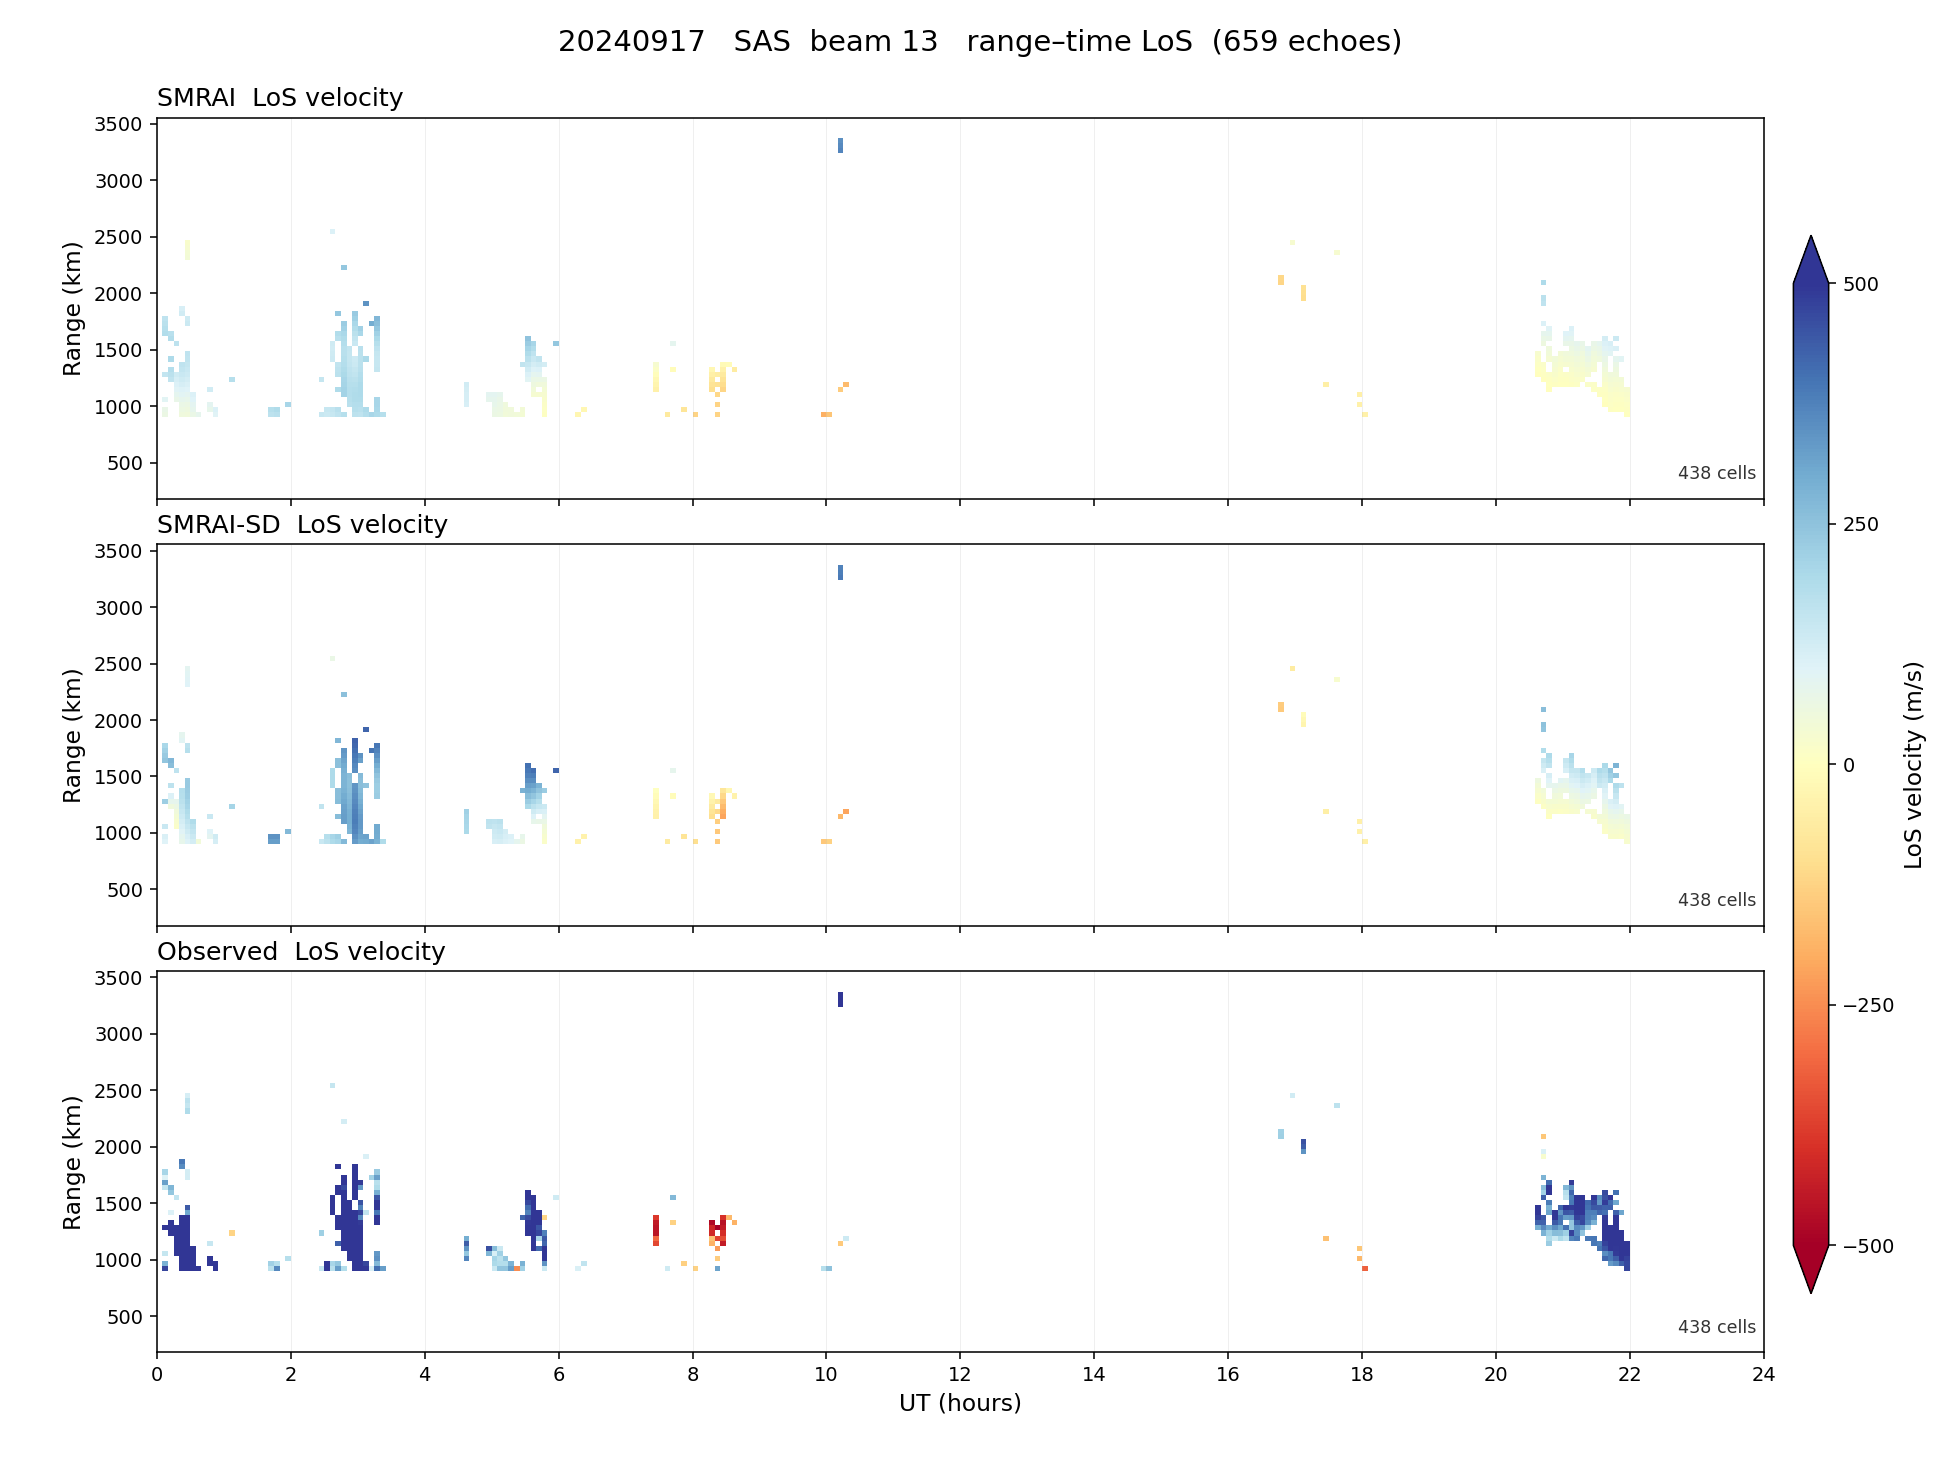 20240917 SAS beam 13 range–time LoS (659 echoes)
SMRAI LoS velocity
3500
3000
2500
2000
1500
1000
500
Range (km)
438 cells
SMRAI-SD LoS velocity
3500
3000
2500
2000
1500
1000
500
Range (km)
438 cells
Observed LoS velocity
3500
3000
2500
2000
1500
1000
500
Range (km)
438 cells
0 2 4 6 8 10 12 14 16 18 20 22 24
UT (hours)
500
250
0
−250
−500
LoS velocity (m/s)